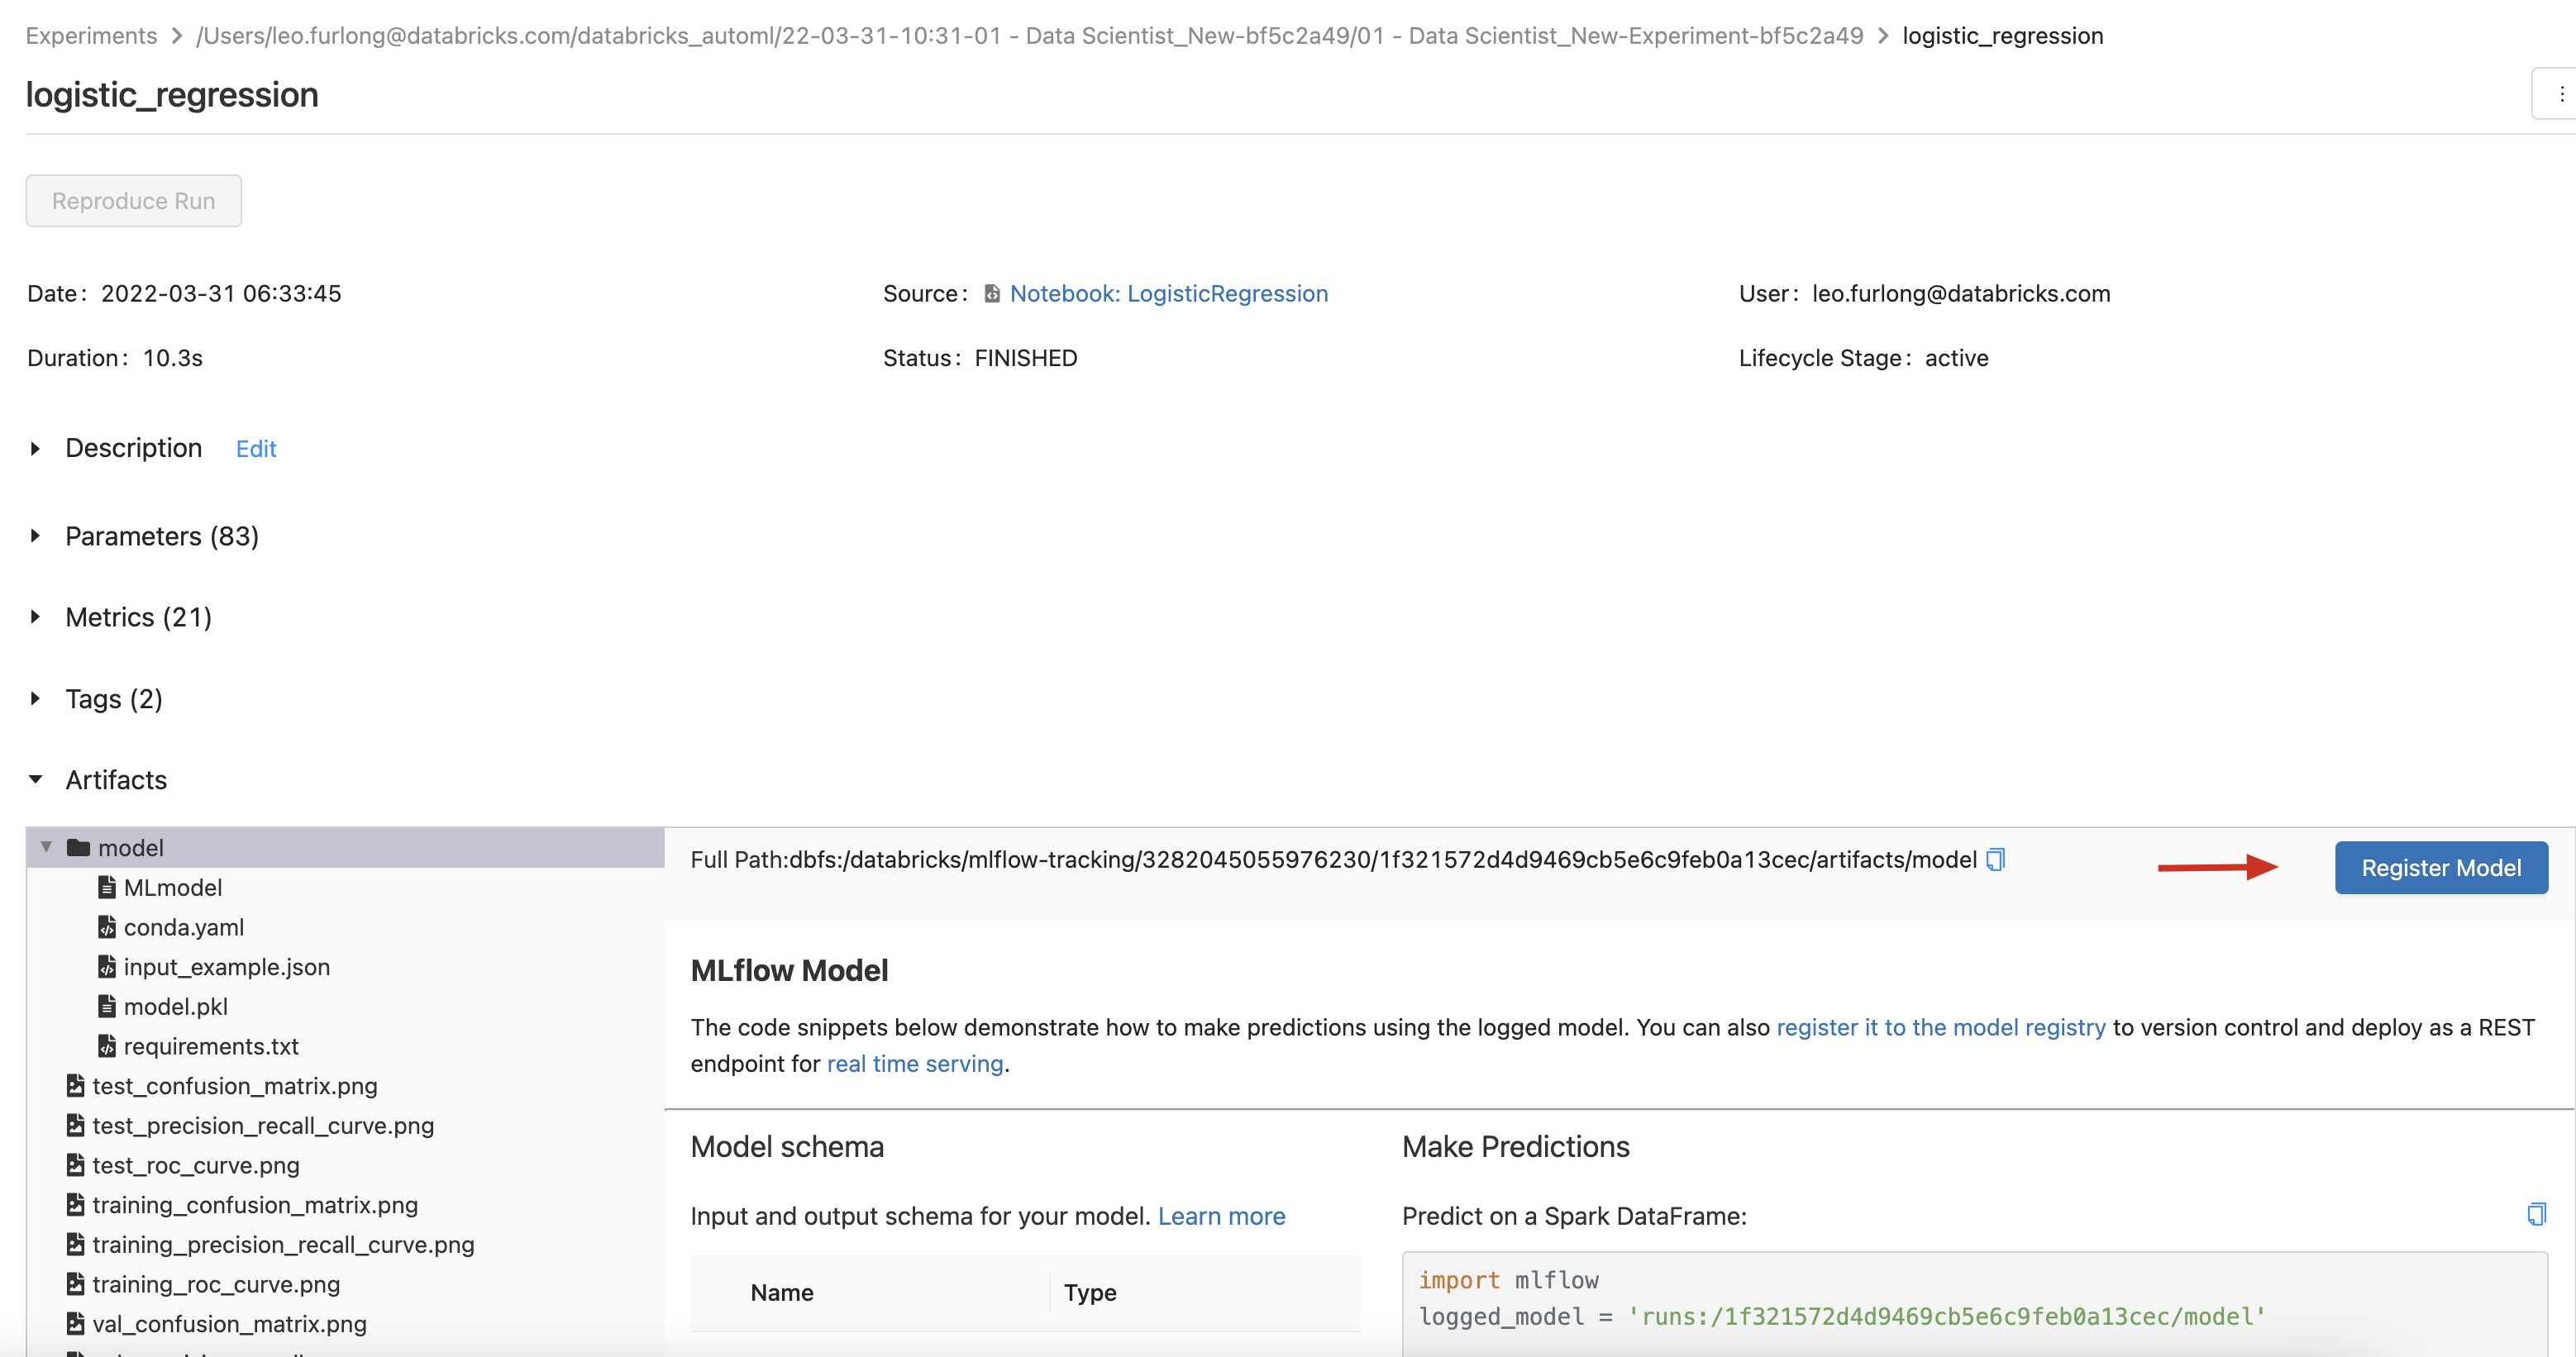 Experiments > /Users/leo.furlong@databricks.com/databricks_automl/22-03-31-10:31-01 - Data Scientist_New-bf5c2a49/01 - Data Scientist_New-Experiment-bf5c2a49 > logistic_regression
logistic_regression
Reproduce Run
Date: 2022-03-31 06:33:45
Source: Notebook: LogisticRegression
User: leo.furlong@databricks.com
Duration: 10.3s
Status: FINISHED
Lifecycle Stage: active
Description Edit
Parameters (83)
Metrics (21)
Tags (2)
Artifacts
model
MLmodel
conda.yaml
input_example.json
model.pkl
requirements.txt
test_confusion_matrix.png
test_precision_recall_curve.png
test_roc_curve.png
training_confusion_matrix.png
training_precision_recall_curve.png
training_roc_curve.png
val_confusion_matrix.png
Full Path:dbfs:/databricks/mlflow-tracking/3282045055976230/1f321572d4d9469cb5e6c9feb0a13cec/artifacts/model
Register Model
MLflow Model
The code snippets below demonstrate how to make predictions using the logged model. You can also register it to the model registry to version control and deploy as a REST
endpoint for real time serving.
Model schema
Input and output schema for your model. Learn more
Name Type
Make Predictions
Predict on a Spark DataFrame:
import mlflow
logged_model = 'runs:/1f321572d4d9469cb5e6c9feb0a13cec/model'